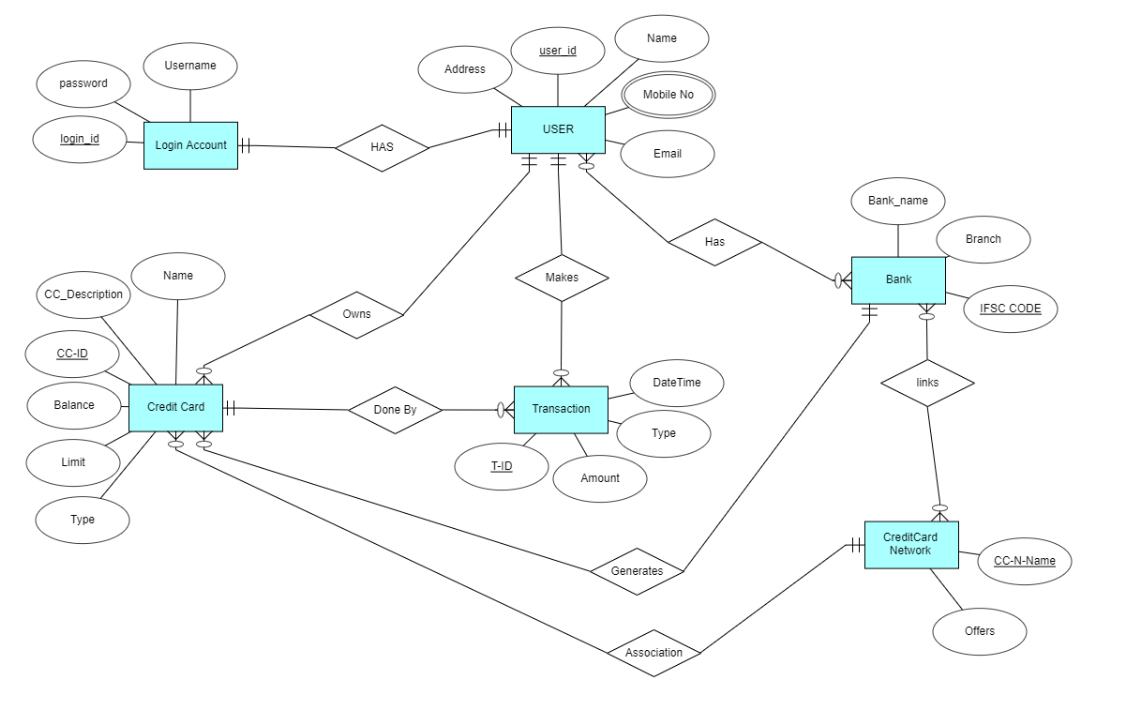 Name
user_id
Username
Address
password
Mobile No
USER
login_id
Login Account
HAS
Email
Bank_name
Branch
Has
Name
Makes
Bank
CC_Description
IFSC CODE
Owns
CC-ID
DateTime
links
Balance
Credit Card
Done By
Transaction
Type
Limit
T-ID
Amount
Type
CreditCard
Network
CC-N-Name
Generates
Offers
Association